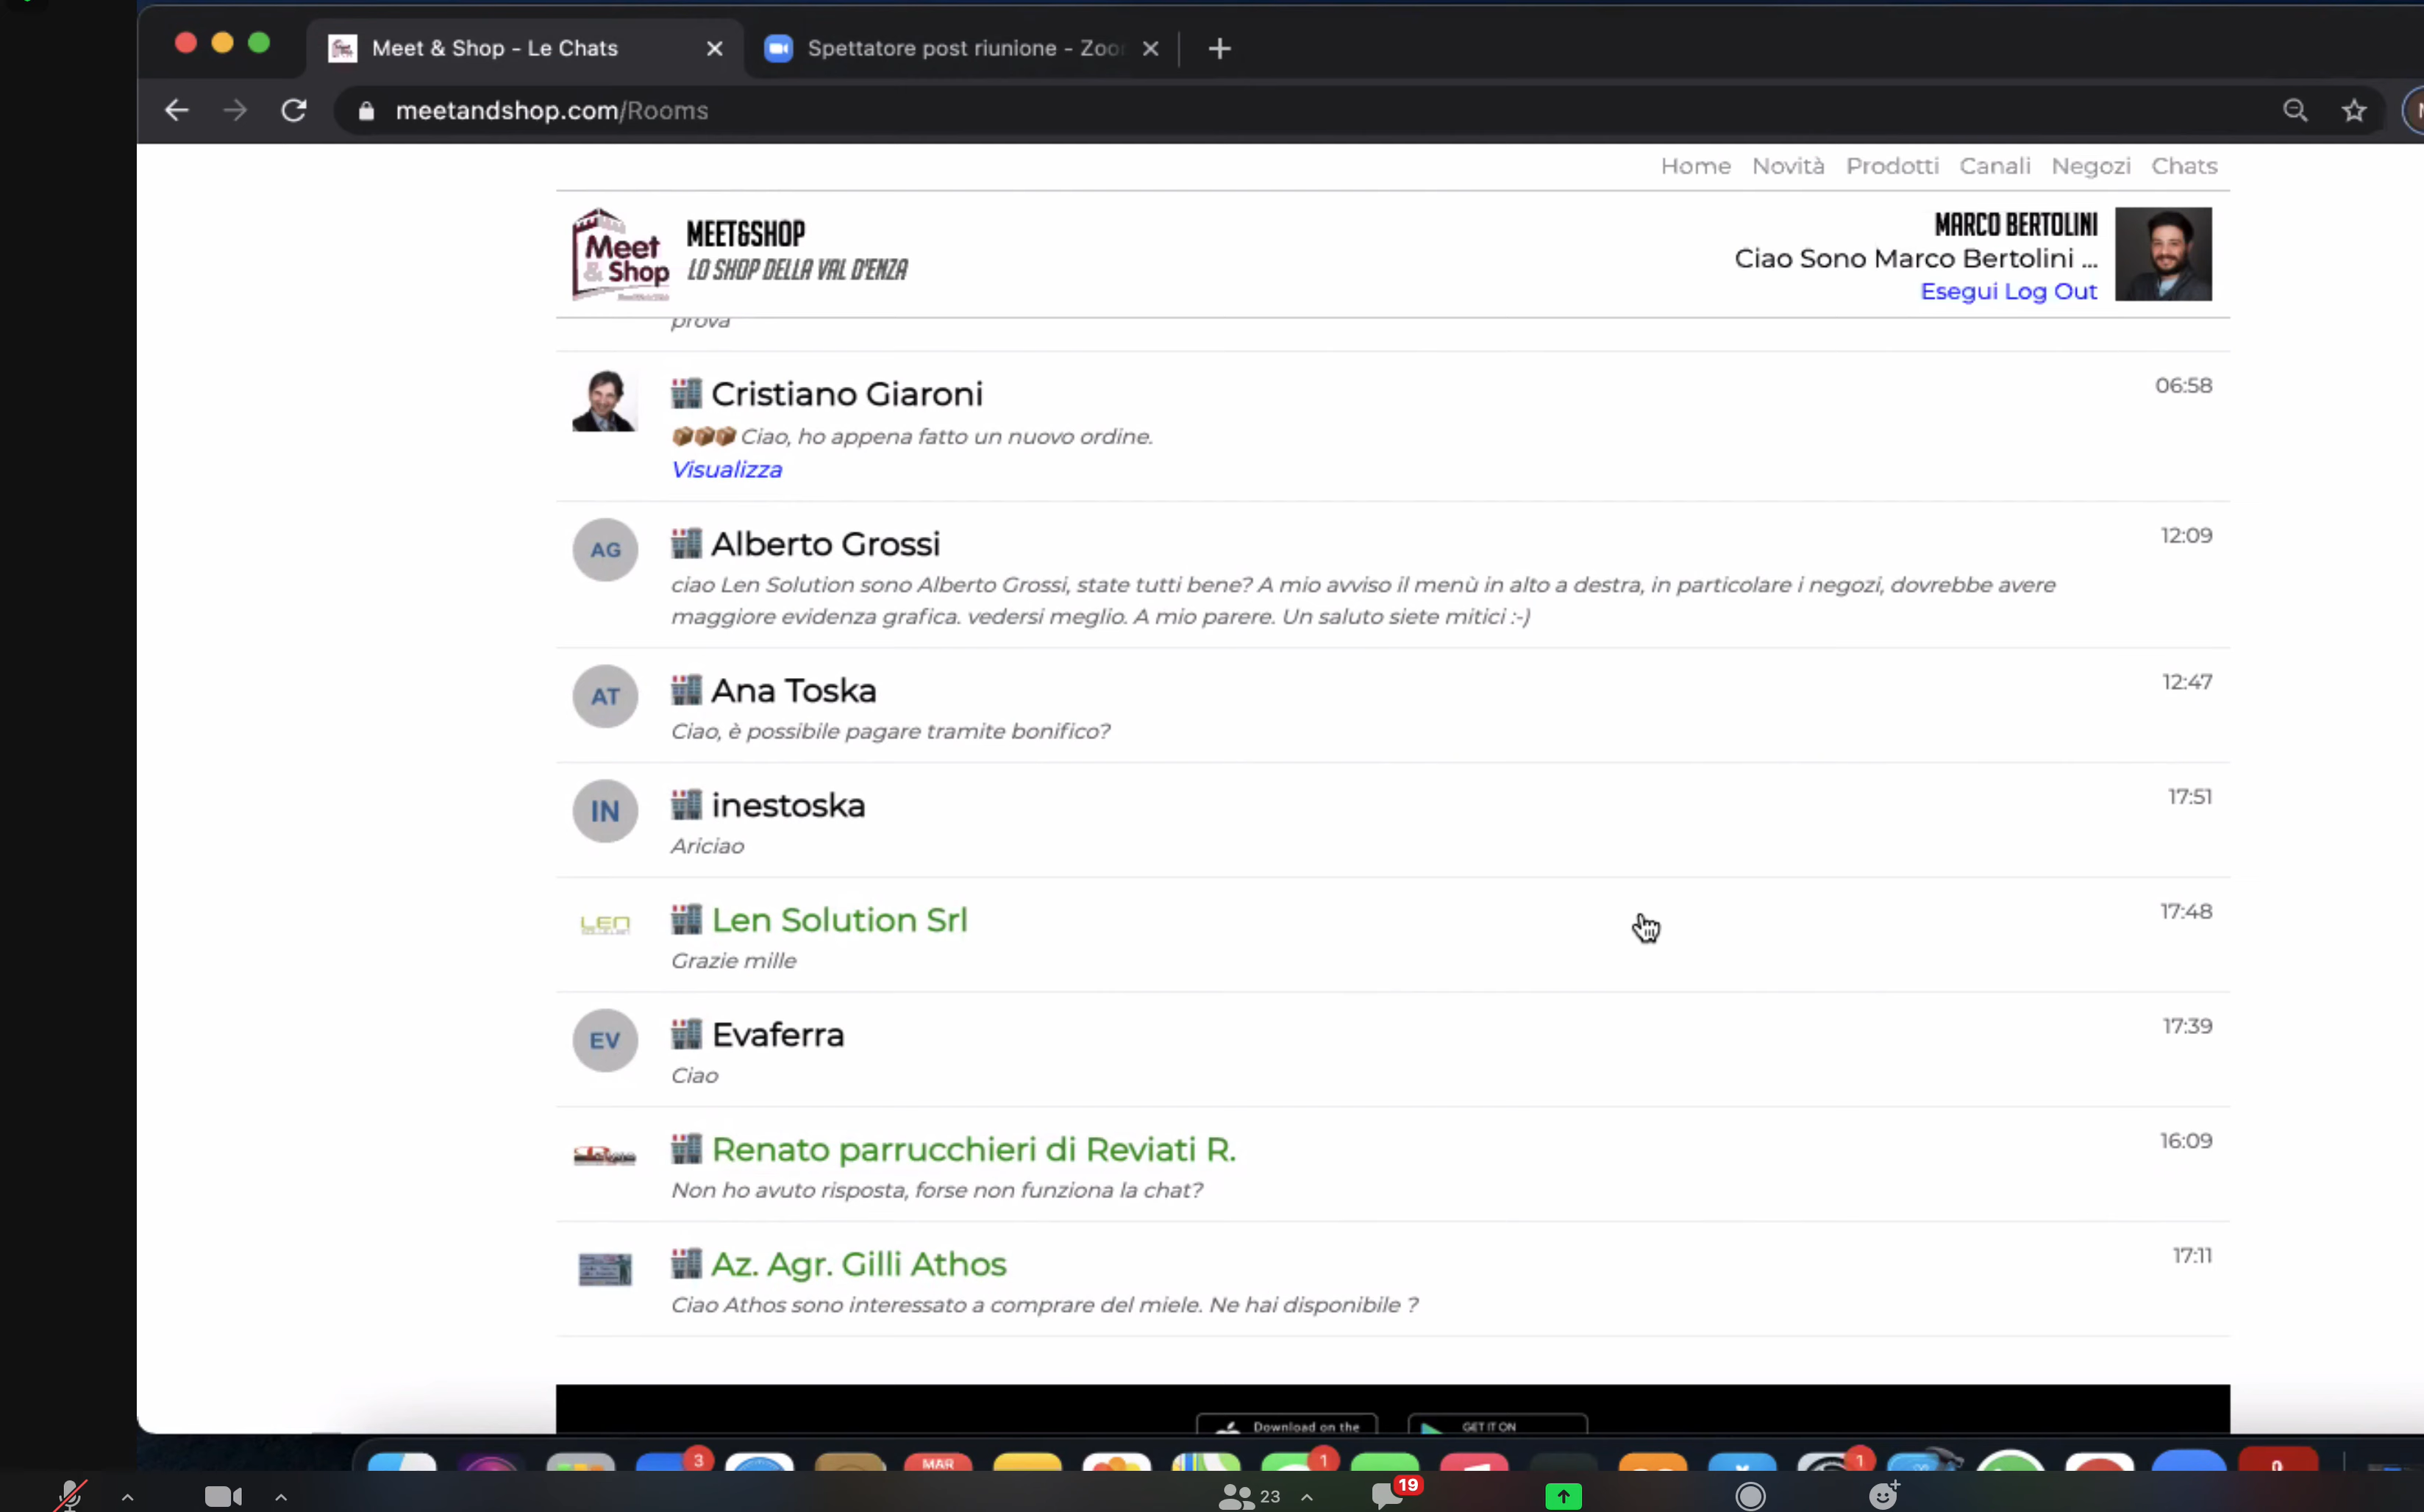 Meet & Shop - Le Chats
Spettatore post riunione - Zoo
meetandshop.com/Rooms
Home Novità Prodotti Canali Negozi Chats
Meet & Shop
MEET&SHOP
LO SHOP DELLA VAL D'ENZA
MARCO BERTOLINI
Ciao Sono Marco Bertolini ...
Esegui Log Out
prova
Cristiano Giaroni
06:58
Ciao, ho appena fatto un nuovo ordine.
Visualizza
AG
Alberto Grossi
12:09
ciao Len Solution sono Alberto Grossi, state tutti bene? A mio avviso il menù in alto a destra, in particolare i negozi, dovrebbe avere
maggiore evidenza grafica. vedersi meglio. A mio parere. Un saluto siete mitici :-)
AT
Ana Toska
12:47
Ciao, è possibile pagare tramite bonifico?
IN
inestoska
17:51
Ariciao
LEN
Len Solution Srl
17:48
Grazie mille
EV
Evaferra
17:39
Ciao
Renato parrucchieri di Reviati R.
16:09
Non ho avuto risposta, forse non funziona la chat?
Az. Agr. Gilli Athos
17:11
Ciao Athos sono interessato a comprare del miele. Ne hai disponibile ?
Download on the
GET IT ON
3
MAR
1
1
23
19